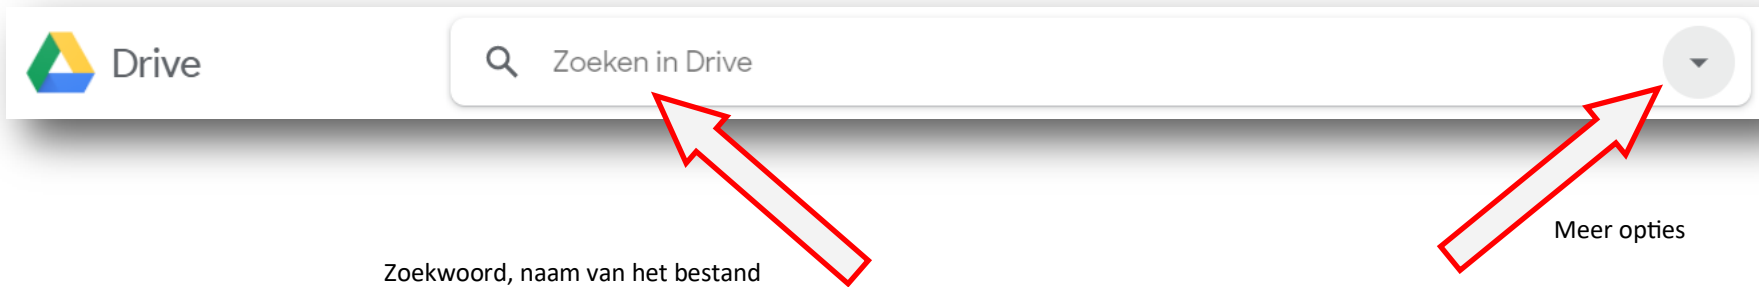 Drive
Zoeken in Drive
Meer opties
Zoekwoord, naam van het bestand